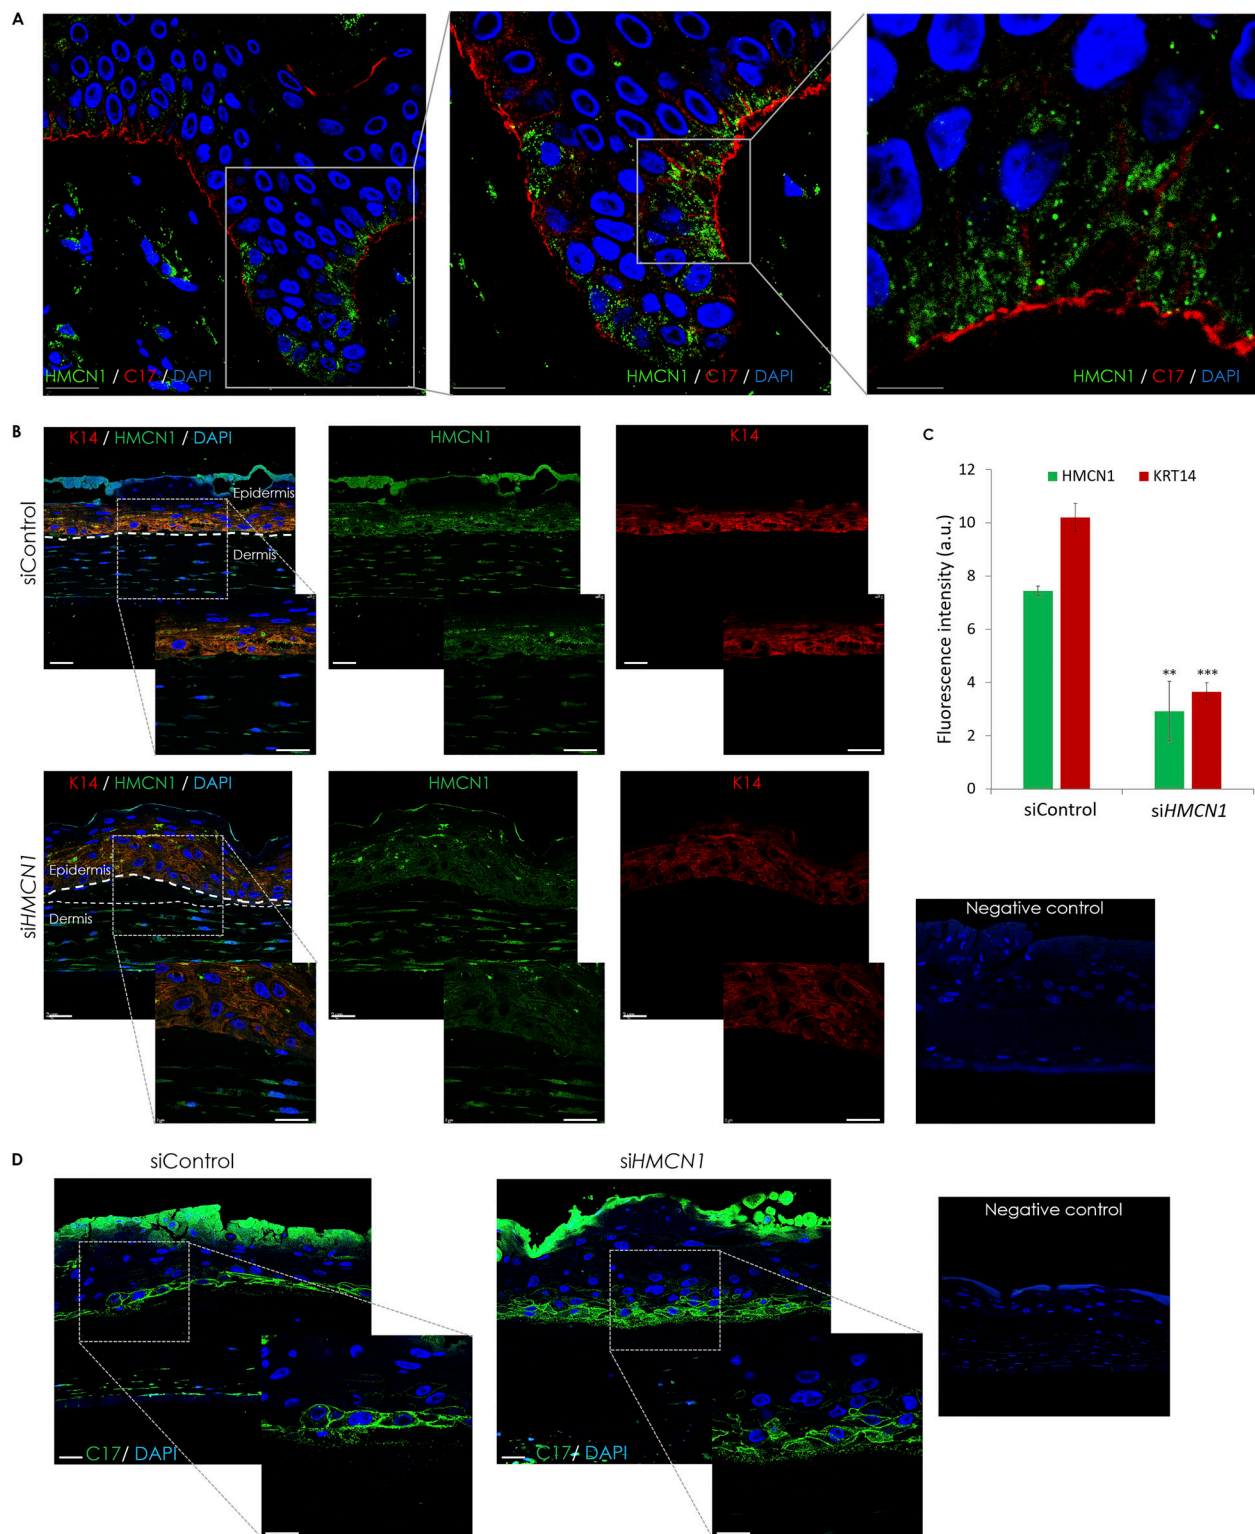 A
HMCN1 / C17 / DAPI
HMCN1 / C17 / DAPI
HMCN1 / C17 / DAPI
B
K14 / HMCN1 / DAPI
HMCN1
K14
siControl
Epidermis
Dermis
K14 / HMCN1 / DAPI
HMCN1
K14
siHMCN1
Epidermis
Dermis
C
12
10
8
6
4
2
0
Fluorescence intensity (a.u.)
HMCN1
KRT14
**
***
siControl
siHMCN1
Negative control
D
siControl
siHMCN1
C17/ DAPI
C17/ DAPI
Negative control